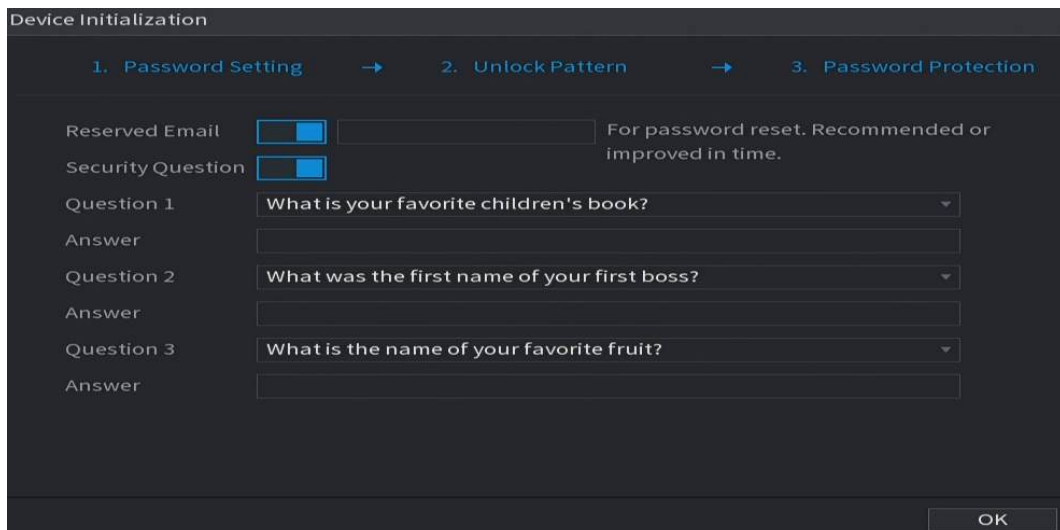 Device Initialization
1. Password Setting → 2. Unlock Pattern → 3. Password Protection
Reserved Email For password reset. Recommended or
improved in time.
Security Question
Question 1 What is your favorite children's book?
Answer
Question 2 What was the first name of your first boss?
Answer
Question 3 What is the name of your favorite fruit?
Answer
OK